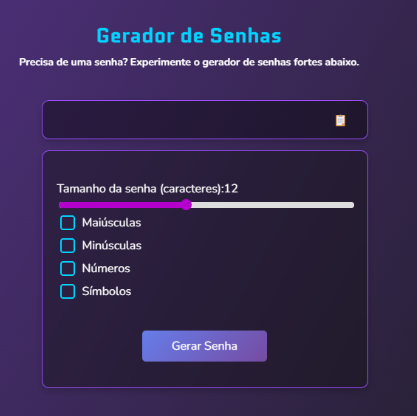 Gerador de Senhas
Precisa de uma senha? Experimente o gerador de senhas fortes abaixo.
Tamanho da senha (caracteres):12
Maiúsculas
Minúsculas
Números
Símbolos
Gerar Senha